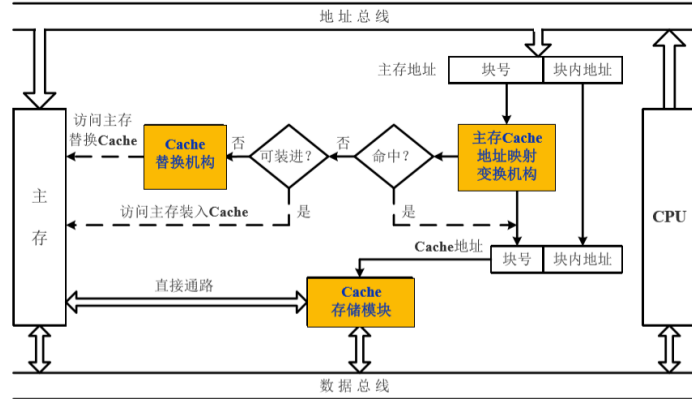 地址总线
主存地址
块号
块内地址
访问主存
替换Cache
Cache
替换机构
否
可装进？
否
命中？
主存Cache
地址映射
变换机构
主
存
CPU
访问主存装入Cache
是
是
Cache地址
块号
块内地址
直接通路
Cache
存储模块
数据总线